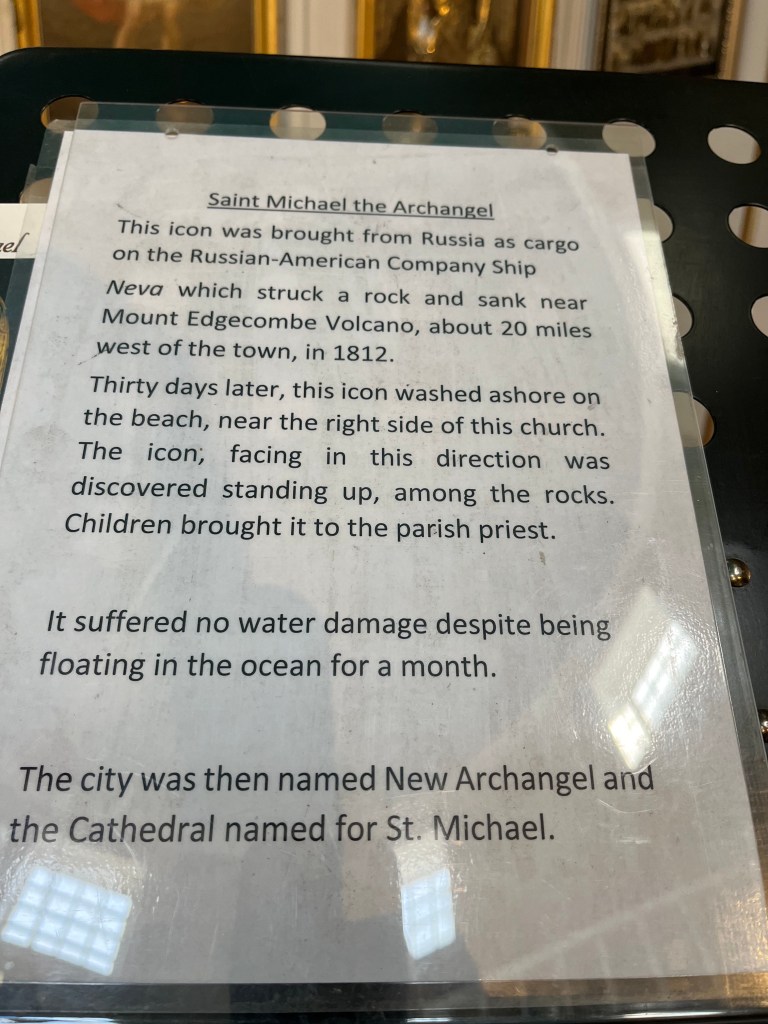 Saint Michael the Archangel
This icon was brought from Russia as cargo
on the Russian-American Company Ship
Neva which struck a rock and sank near
Mount Edgecombe Volcano, about 20 miles
west of the town, in 1812.
Thirty days later, this icon washed ashore on
the beach, near the right side of this church.
The icon, facing in this direction was
discovered standing up, among the rocks.
Children brought it to the parish priest.
It suffered no water damage despite being
floating in the ocean for a month.
The city was then named New Archangel and
the Cathedral named for St. Michael.